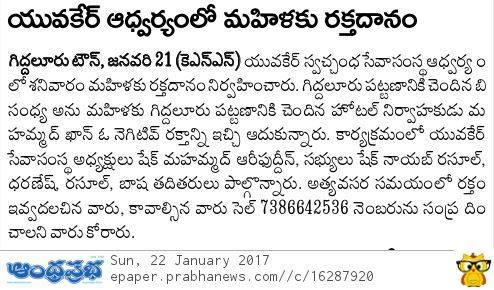 యువకేర్ ఆధ్వర్యంలో మహిళకు రక్తదానం
గిద్దలూరు టౌన్, జనవరి 21 (కెఎన్ఎన్) యువకేర్ స్వచ్ఛంధ సేవాసంస్థ ఆధ్వర్య ం
లో శనివారం మహిళకు రక్తదానం నిర్వహించారు. గిద్దలూరు పట్టణానికి చెందిన బి
సంధ్య అను మహిళకు గిద్దలూరు పట్టణానికి చెందిన హోటల్ నిర్వాహకుడు మ
హమ్మద్ ఖాన్ ఓ నెగిటివ్ రక్తాన్ని ఇచ్చి ఆదుకున్నారు. కార్యక్రమంలో యువకేర్
సేవాసంస్థ అధ్యక్షులు షేక్ మహమ్మద్ ఆరీఫుద్దీన్, సభ్యులు షేక్ నాయబ్ రసూల్,
ధరణేష్, రసూల్, బాష తదితరులు పాల్గొన్నారు. అత్యవసర సమయంలో రక్తం
ఇవ్వదలచిన వారు, కావాల్సిన వారు సెల్ 7386642536 నెంబరును సంప్ర దిం
చాలని వారు కోరారు.
ఆంధ్రప్రభ Sun, 22 January 2017
epaper.prabhanews.com//c/16287920